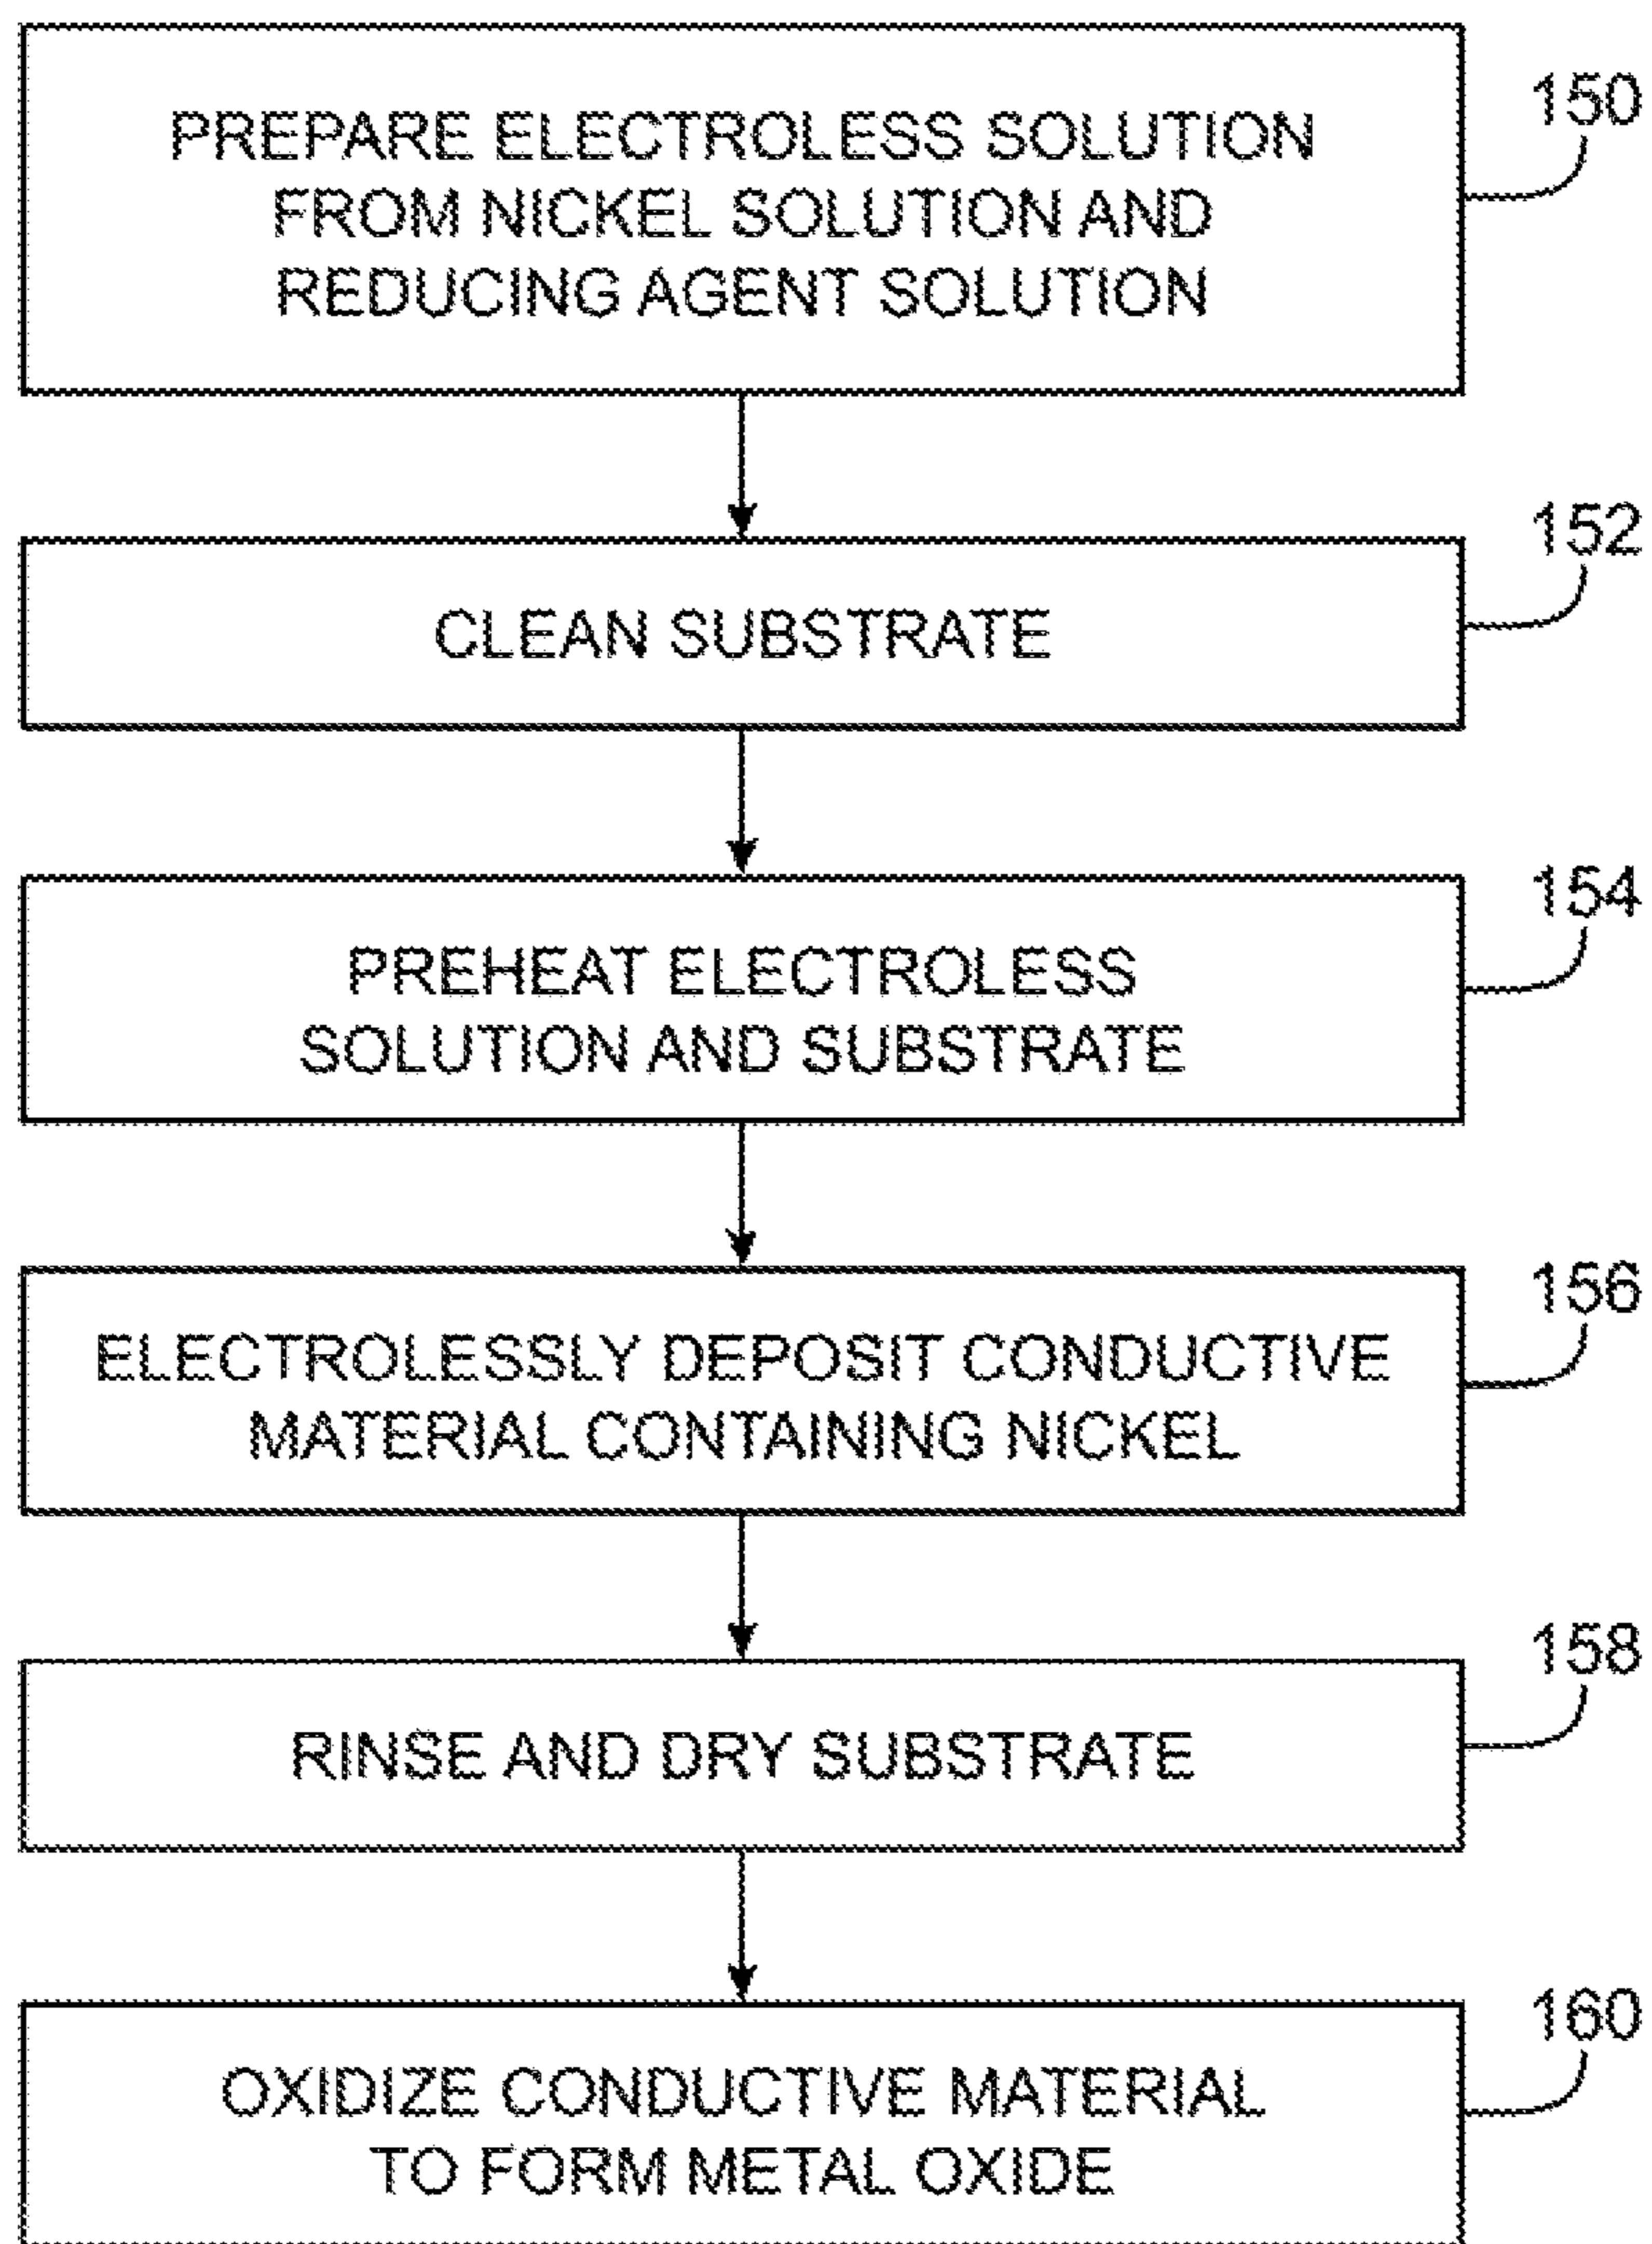 PREPARE ELECTROLESS SOLUTION
FROM NICKEL SOLUTION AND
REDUCING AGENT SOLUTION
150
CLEAN SUBSTRATE
152
PREHEAT ELECTROLESS
SOLUTION AND SUBSTRATE
154
ELECTROLESSLY DEPOSIT CONDUCTIVE
MATERIAL CONTAINING NICKEL
156
RINSE AND DRY SUBSTRATE
158
OXIDIZE CONDUCTIVE MATERIAL
TO FORM METAL OXIDE
160